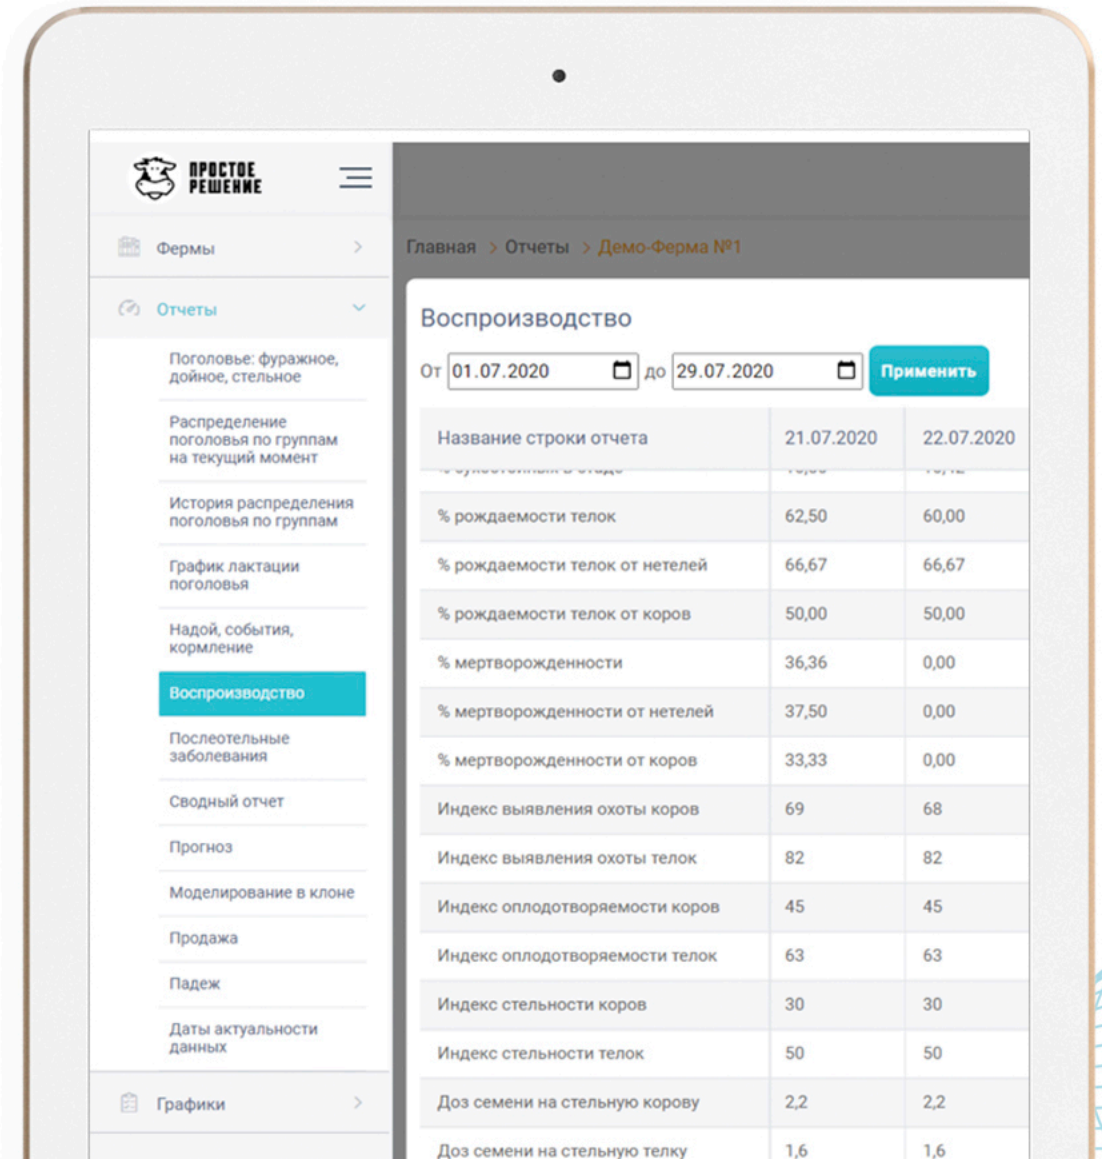 ПРОСТОЕ
РЕШЕНИЕ
Фермы
Отчеты
Поголовье: фуражное,
дойное, стельное
Распределение
поголовья по группам
на текущий момент
История распределения
поголовья по группам
График лактации
поголовья
Надой, события,
кормление
Воспроизводство
Послеотельные
заболевания
Сводный отчет
Прогноз
Моделирование в клоне
Продажа
Падеж
Даты актуальности
данных
Графики
Главная > Отчеты > Демо-Ферма №1
Воспроизводство
От 01.07.2020 до 29.07.2020 Применить
Название строки отчета 21.07.2020 22.07.2020
% рождаемости телок 62,50 60,00
% рождаемости телок от нетелей 66,67 66,67
% рождаемости телок от коров 50,00 50,00
% мертворожденности 36,36 0,00
% мертворожденности от нетелей 37,50 0,00
% мертворожденности от коров 33,33 0,00
Индекс выявления охоты коров 69 68
Индекс выявления охоты телок 82 82
Индекс оплодотворяемости коров 45 45
Индекс оплодотворяемости телок 63 63
Индекс стельности коров 30 30
Индекс стельности телок 50 50
Доз семени на стельную корову 2,2 2,2
Доз семени на стельную телку 1,6 1,6